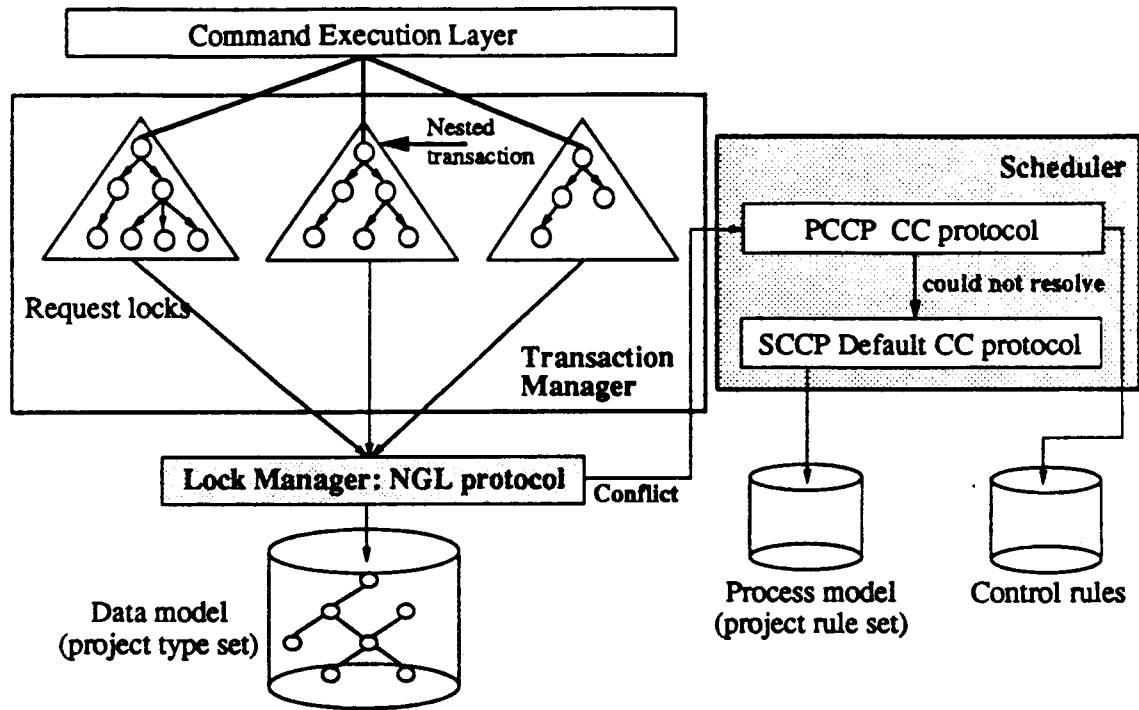 Command Execution Layer
Nested
transaction
Scheduler
PCCP CC protocol
could not resolve
SCCP Default CC protocol
Request locks
Transaction
Manager
Lock Manager: NGL protocol
Conflict
Data model
(project type set)
Process model
(project rule set)
Control rules